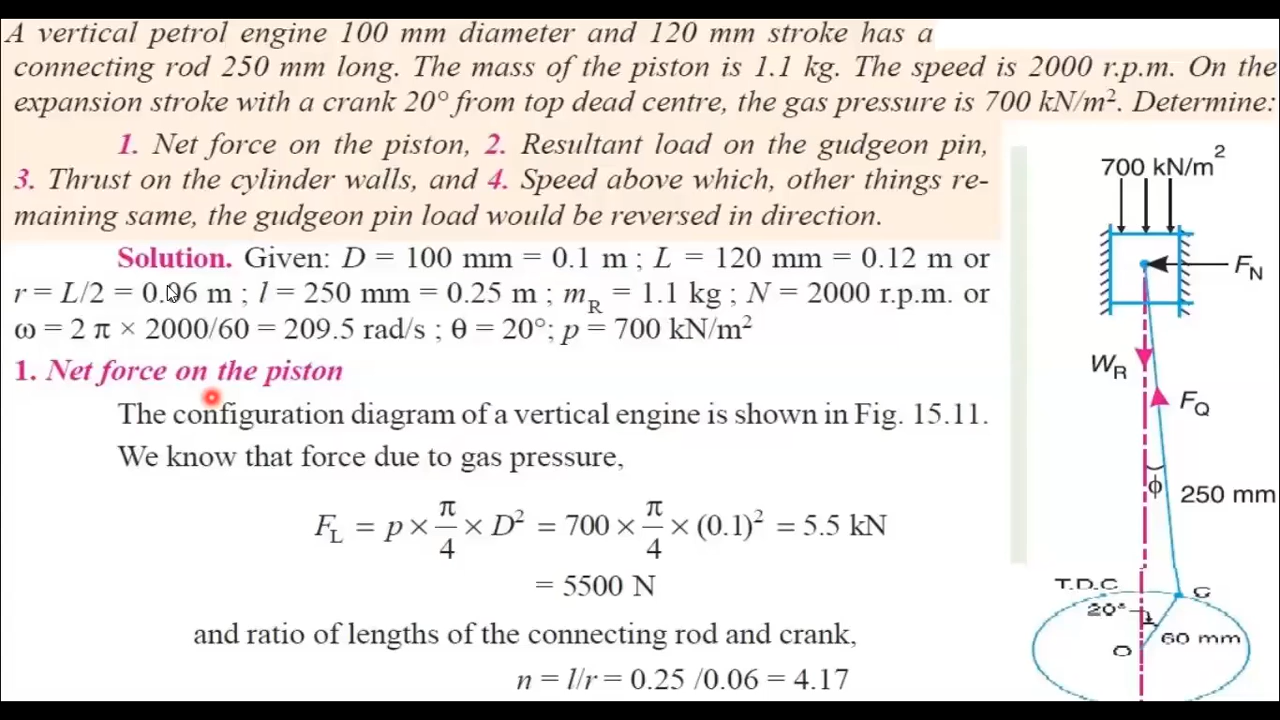 A vertical petrol engine 100 mm diameter and 120 mm stroke has a
connecting rod 250 mm long. The mass of the piston is 1.1 kg. The speed is 2000 r.p.m. On the
expansion stroke with a crank 20° from top dead centre, the gas pressure is 700 kN/m². Determine:
1. Net force on the piston, 2. Resultant load on the gudgeon pin,
3. Thrust on the cylinder walls, and 4. Speed above which, other things re-
maining same, the gudgeon pin load would be reversed in direction.
Solution. Given: D = 100 mm = 0.1 m ; L = 120 mm = 0.12 m or
r = L/2 = 0.06 m ; l = 250 mm = 0.25 m ; m_R = 1.1 kg ; N = 2000 r.p.m. or
ω = 2 π × 2000/60 = 209.5 rad/s ; θ = 20°; p = 700 kN/m²
1. Net force on the piston
The configuration diagram of a vertical engine is shown in Fig. 15.11.
We know that force due to gas pressure,
F_L = p × π/4 × D² = 700 × π/4 × (0.1)² = 5.5 kN
= 5500 N
and ratio of lengths of the connecting rod and crank,
n = l/r = 0.25 /0.06 = 4.17
700 kN/m²
F_N
W_R
F_Q
ϕ
250 mm
T.D.C
C
20°
60 mm
O